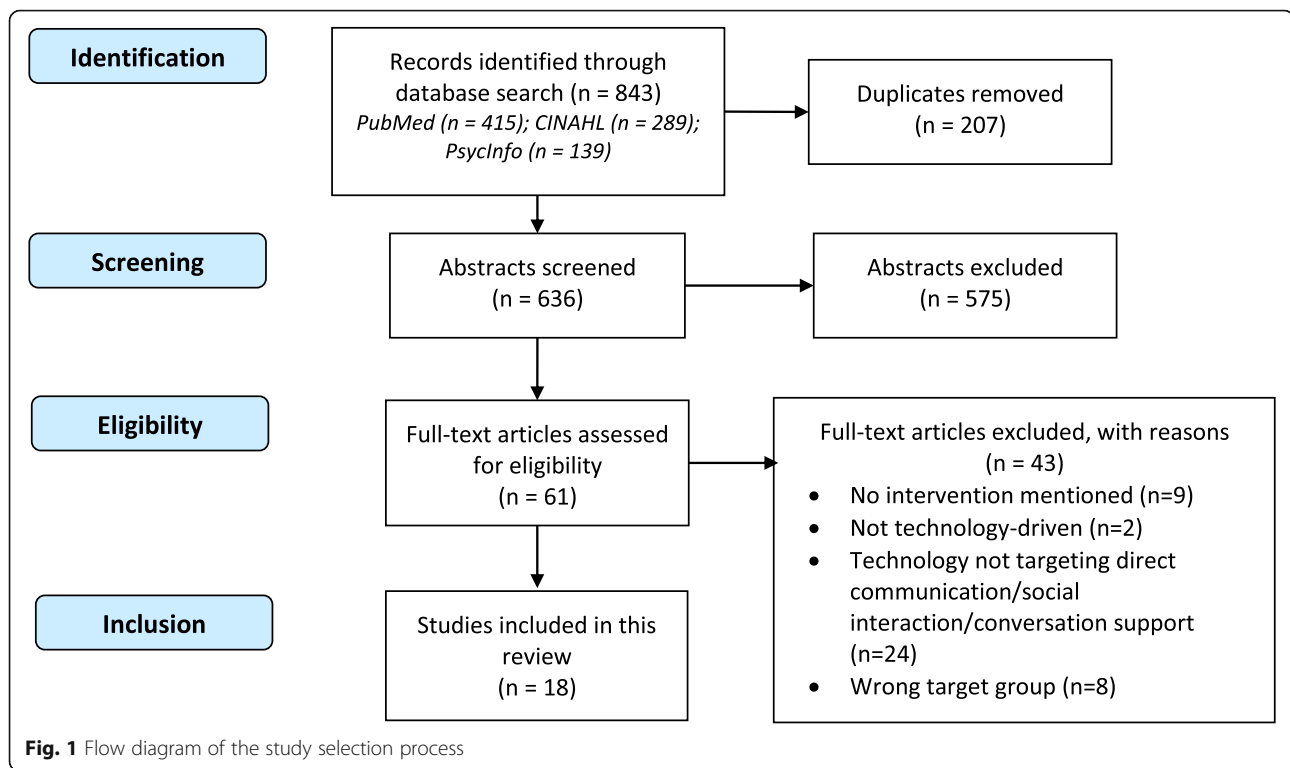 Identification
Records identified through
database search (n = 843)
PubMed (n = 415); CINAHL (n = 289);
PsycInfo (n = 139)
Duplicates removed
(n = 207)
Screening
Abstracts screened
(n = 636)
Abstracts excluded
(n = 575)
Eligibility
Full-text articles assessed
for eligibility
(n = 61)
Full-text articles excluded, with reasons
(n = 43)
• No intervention mentioned (n=9)
• Not technology-driven (n=2)
• Technology not targeting direct
communication/social
interaction/conversation support
(n=24)
• Wrong target group (n=8)
Inclusion
Studies included in this
review
(n = 18)
Fig. 1 Flow diagram of the study selection process